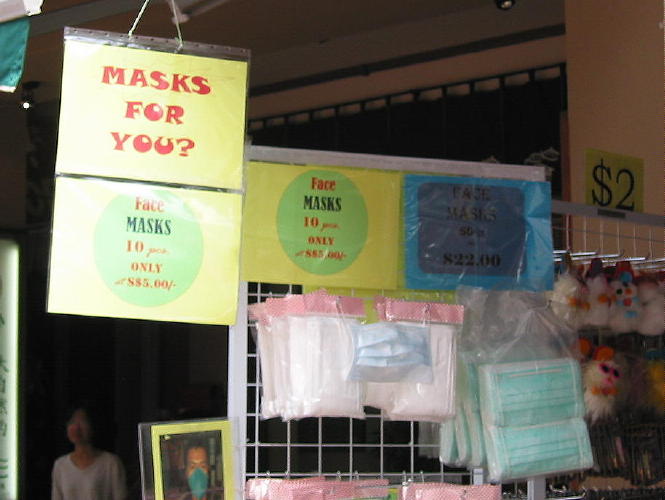 MASKS
FOR
YOU?
Face
MASKS
10 pcs.
ONLY
at S$5.00/-
Face
MASKS
10 pcs.
ONLY
at S$5.00/-
FACE
MASKS
$22.00
$2